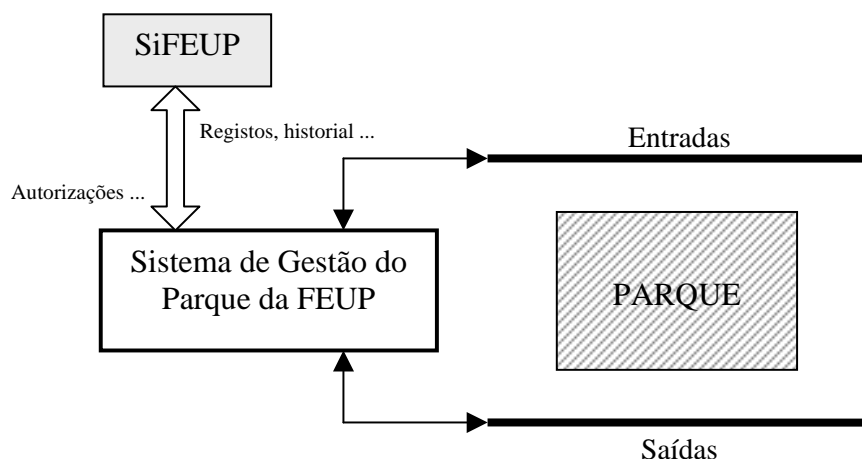 SiFEUP
Registos, historial ...
Autorizações ...
Entradas
Sistema de Gestão do
Parque da FEUP
PARQUE
Saídas